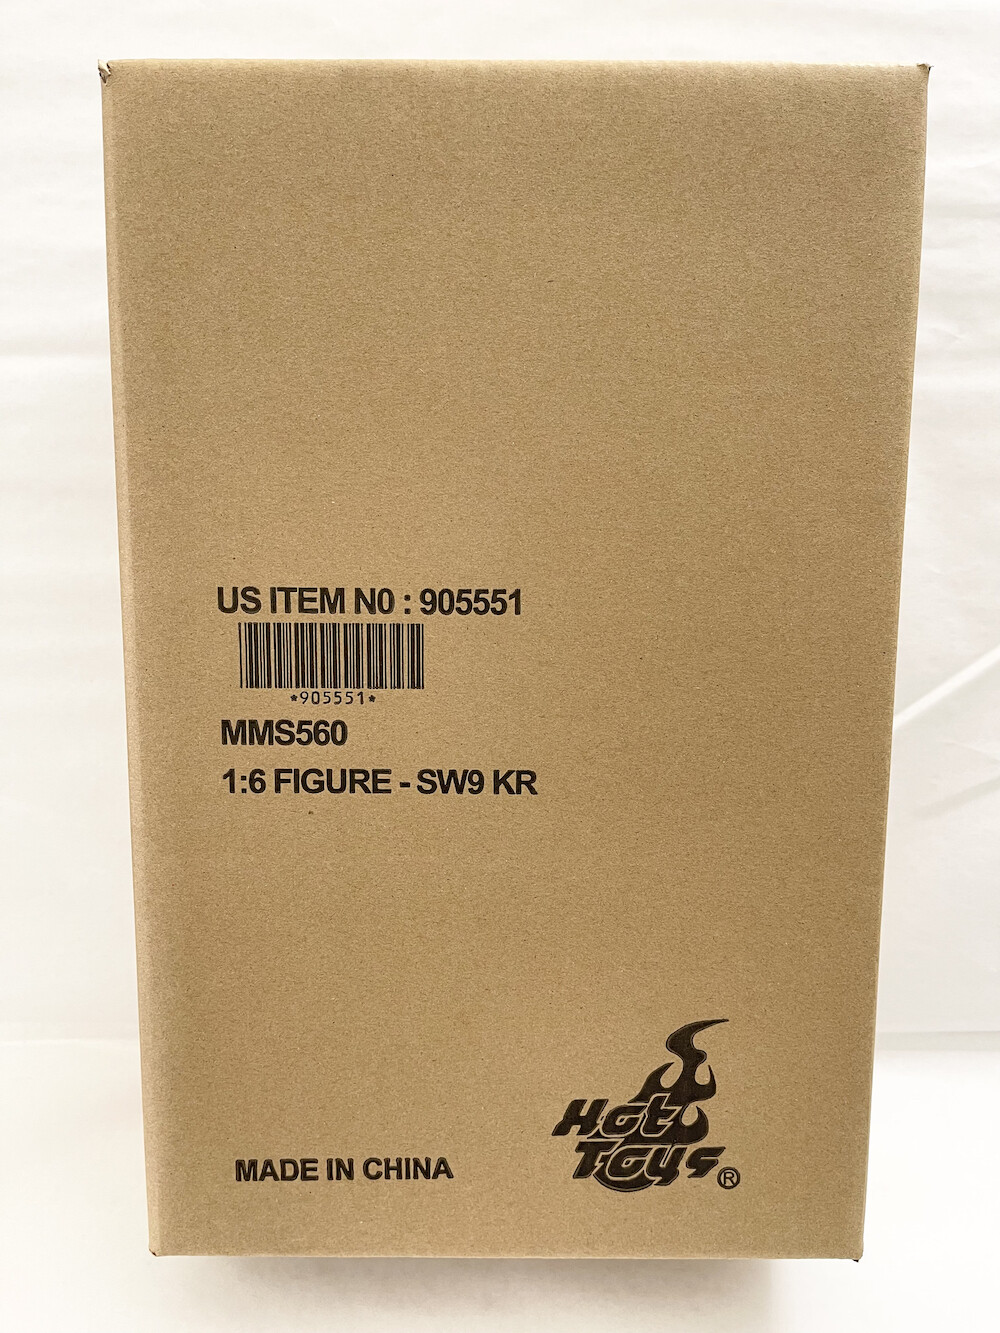 US ITEM N0 : 905551
*905551*
MMS560
1:6 FIGURE - SW9 KR
Hot
Toys®
MADE IN CHINA